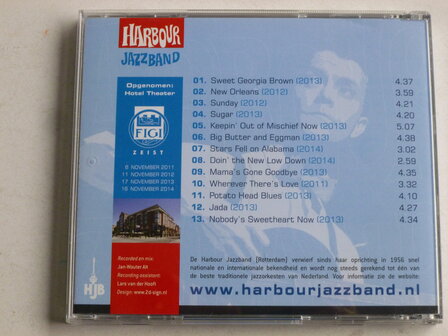 HARBOUR
JAZZBAND
Opgenomen:
Hotel Theater
FIGI
ZEIST
6 NOVEMBER 2011
11 NOVEMBER 2012
17 NOVEMBER 2013
16 NOVEMBER 2014
Recorded en mix:
Jan-Wouter Alt
Recording assistant:
Lars van der Hooft
Design: www.2d-sign.nl
HJB
01. Sweet Georgia Brown (2013) 4.37
02. New Orleans (2012) 3.59
03. Sunday (2012) 4.21
04. Sugar (2013) 4.20
05. Keepin' Out of Mischief Now (2013) 5.07
06. Big Butter and Eggman (2013) 4.38
07. Stars Fell on Alabama (2014) 3.02
08. Doin' the New Low Down (2014) 2.59
09. Mama's Gone Goodbye (2013) 4.35
10. Wherever There's Love (2011) 3.32
11. Potato Head Blues (2013) 4.10
12. Jada (2013) 4.27
13. Nobody's Sweetheart Now (2013) 4.34
De Harbour Jazzband [Rotterdam] verwierf sinds haar oprichting in 1956 snel
nationale en internationale bekendheid en wordt nog steeds gerekend tot één van
de beste traditionele jazzorkesten van Nederland. Voor informatie zie de website:
www.harbourjazzband.nl